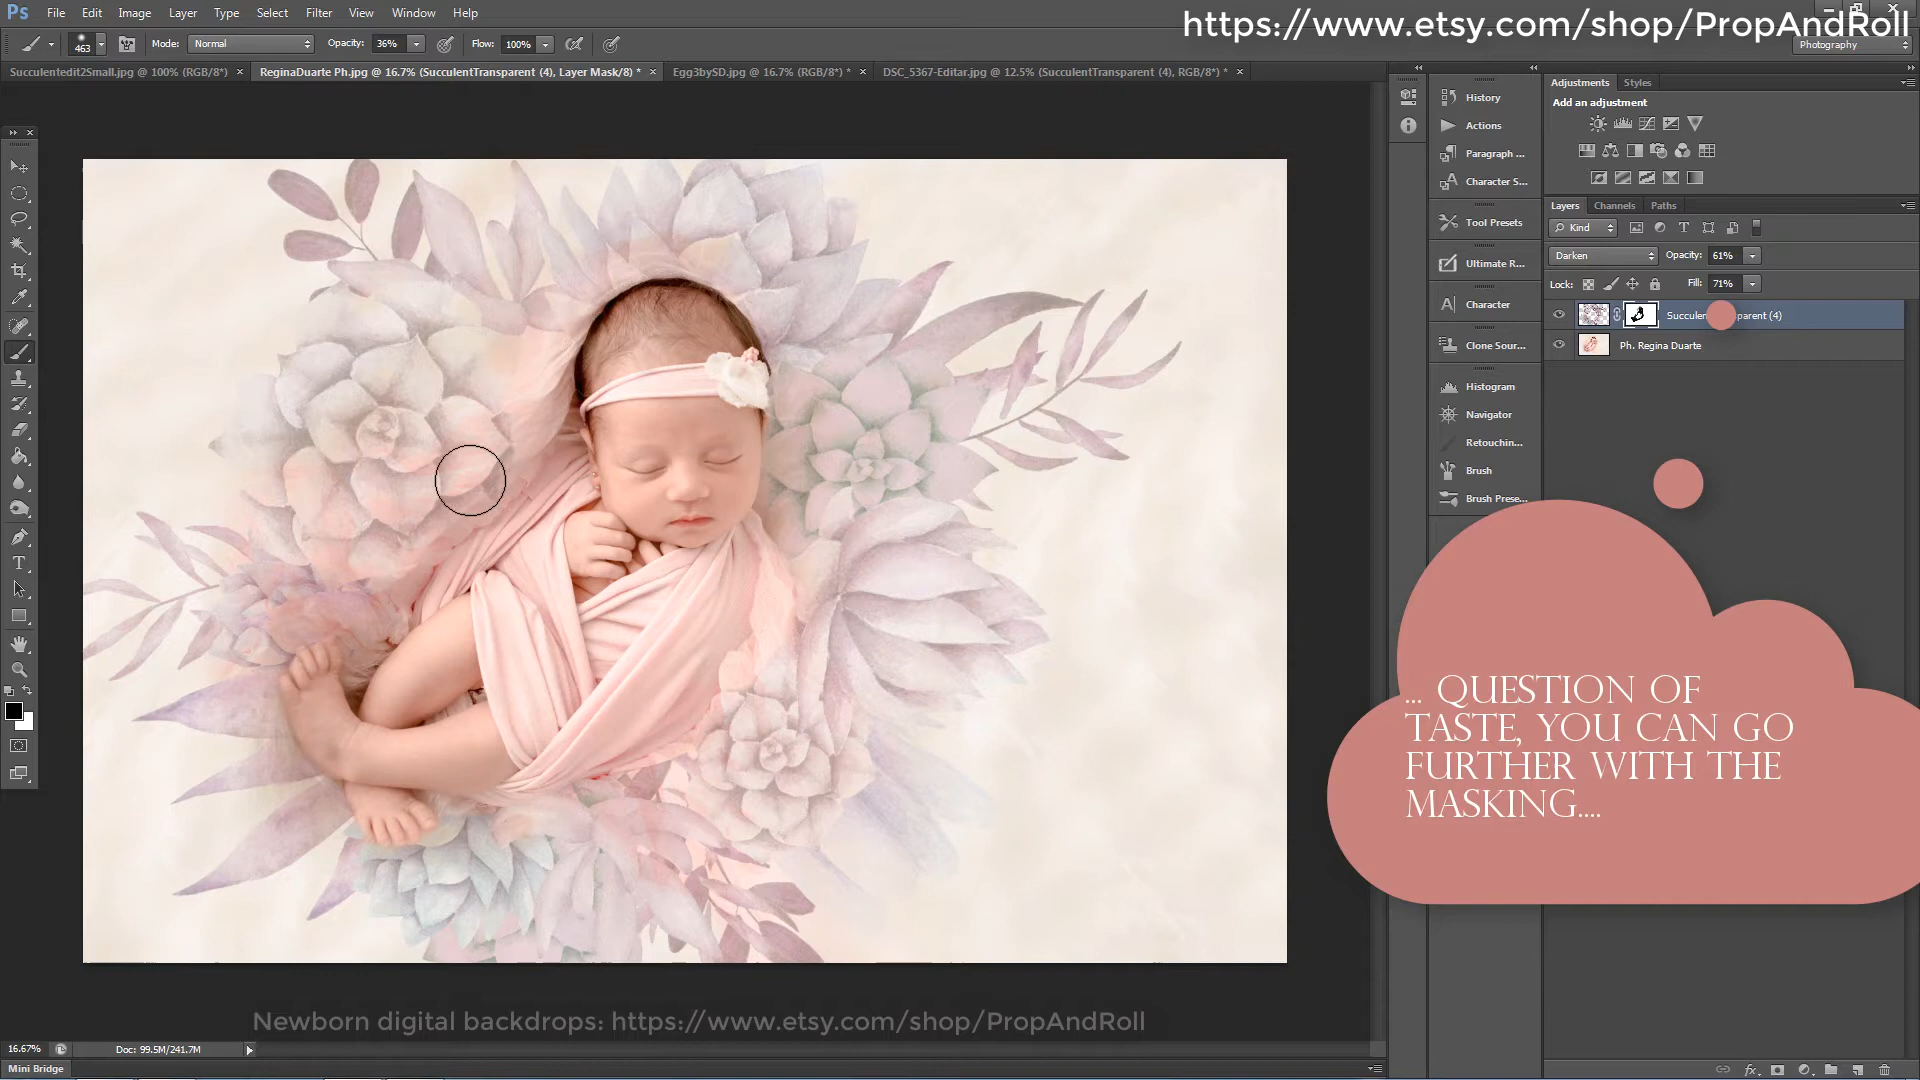 Ps File Edit Image Layer Type Select Filter View Window Help
https://www.etsy.com/shop/PropAndRoll
463 Mode: Normal Opacity: 36% Flow: 100%
Photography
Succulentedit2Small.jpg @ 100% (RGB/8*) × ReginaDuarte Ph.jpg @ 16.7% (SucculentTransparent (4), Layer Mask/8) * × Egg3bySD.jpg @ 16.7% (RGB/8*) * × DSC_5367-Editar.jpg @ 12.5% (SucculentTransparent (4), RGB/8*) * ×
History
Actions
Paragraph ...
Character S...
Tool Presets
Ultimate R...
Character
Clone Sour...
Histogram
Navigator
Retouchin...
Brush
Brush Prese...
Adjustments Styles
Add an adjustment
Layers Channels Paths
Kind
Darken Opacity: 61%
Lock: Fill: 71%
parent (4)
Ph. Regina Duarte
... QUESTION OF
TASTE, YOU CAN GO
FURTHER WITH THE
MASKING....
Newborn digital backdrops: https://www.etsy.com/shop/PropAndRoll
16.67% Doc: 99.5M/241.7M
Mini Bridge